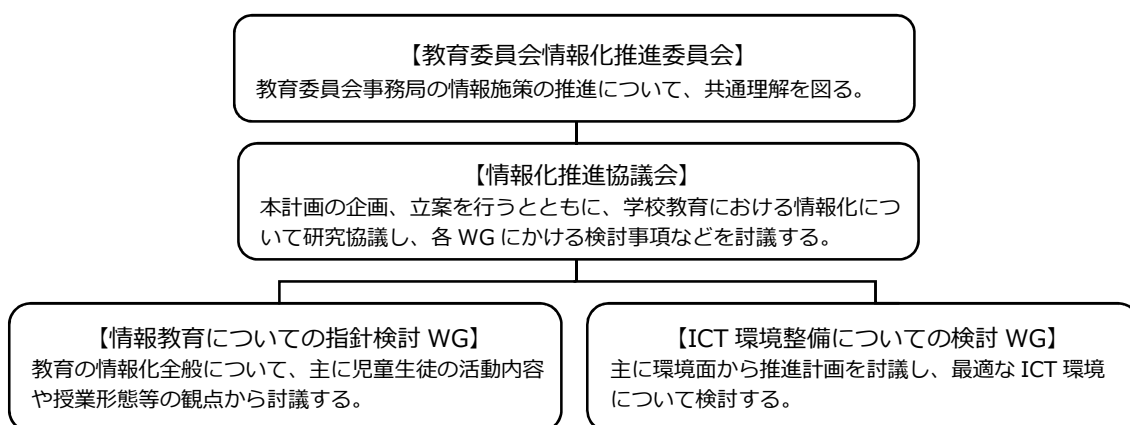 【教育委員会情報化推進委員会】
教育委員会事務局の情報施策の推進について、共通理解を図る。
【情報化推進協議会】
本計画の企画、立案を行うとともに、学校教育における情報化につ
いて研究協議し、各 WG にかける検討事項などを討議する。
【情報教育についての指針検討 WG】
教育の情報化全般について、主に児童生徒の活動内容
や授業形態等の観点から討議する。
【ICT 環境整備についての検討 WG】
主に環境面から推進計画を討議し、最適な ICT 環境
について検討する。